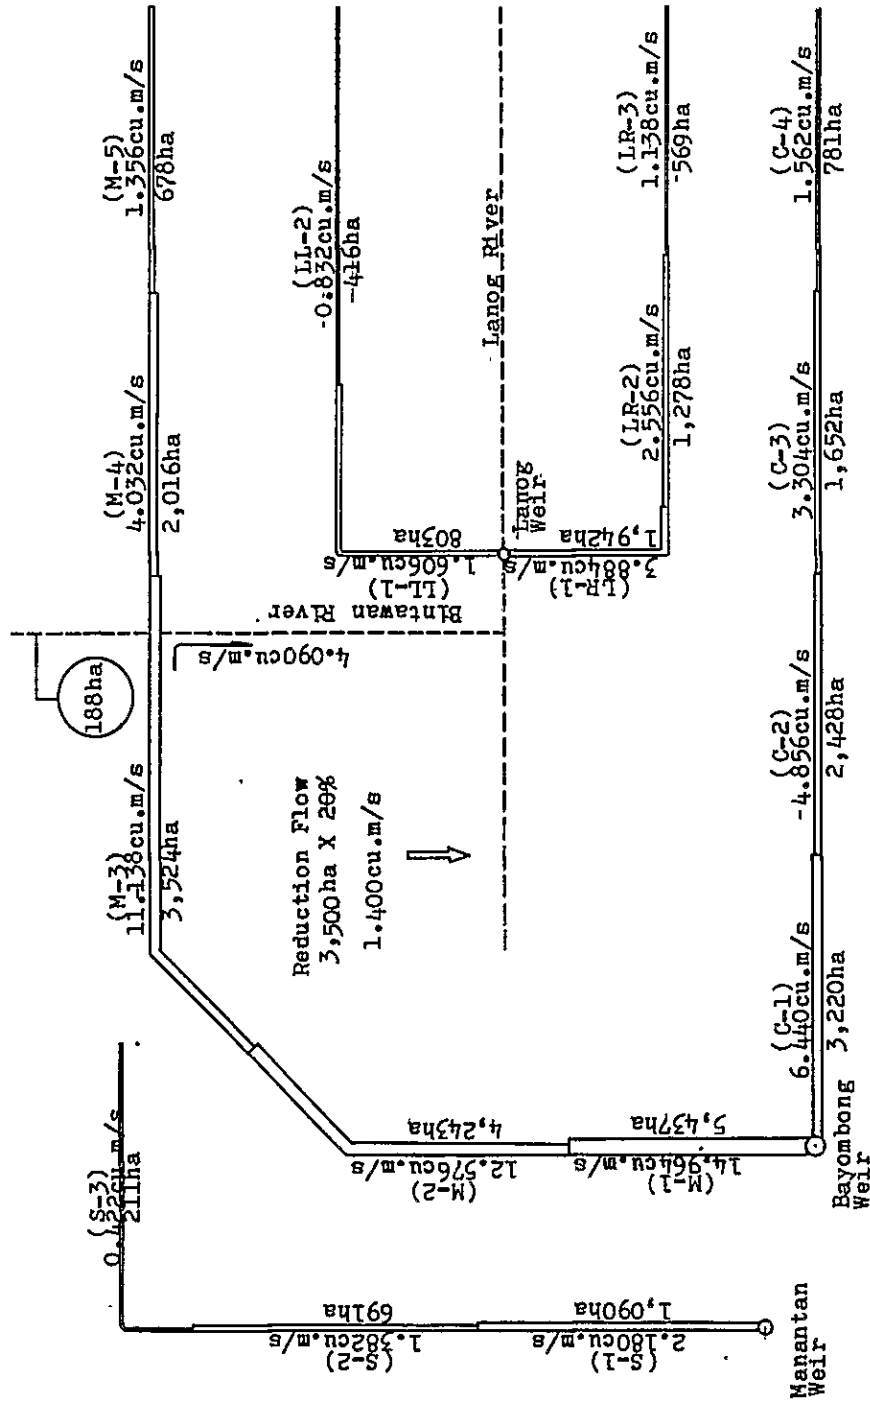 (M-5)
1.356cu.m/s
678ha
(M-4)
4.032cu.m/s
2,016ha
188ha
(M-3)
11.138cu.m/s
3,524ha
(M-2)
12.576cu.m/s
4,243ha
(M-1)
14.964cu.m/s
5,437ha
(LL-2)
0.832cu.m/s
416ha
(LL-1)
1.606cu.m/s
803ha
Lanog River
Lanog
Weir
Bintawan River
4.090cu.m/s
Reduction Flow
3,500ha X 20%
1.400cu.m/s
(LR-3)
1.138cu.m/s
569ha
(LR-2)
2.556cu.m/s
1,278ha
(LR-1)
3.884cu.m/s
1,942ha
(C-4)
1.562cu.m/s
781ha
(C-3)
3.304cu.m/s
1,652ha
(C-2)
4.856cu.m/s
2,428ha
(C-1)
6.440cu.m/s
3,220ha
Bayombong
Weir
(S-3)
0.422cu.m/s
211ha
(S-2)
1.382cu.m/s
691ha
(S-1)
2.180cu.m/s
1,090ha
Manantan
Weir